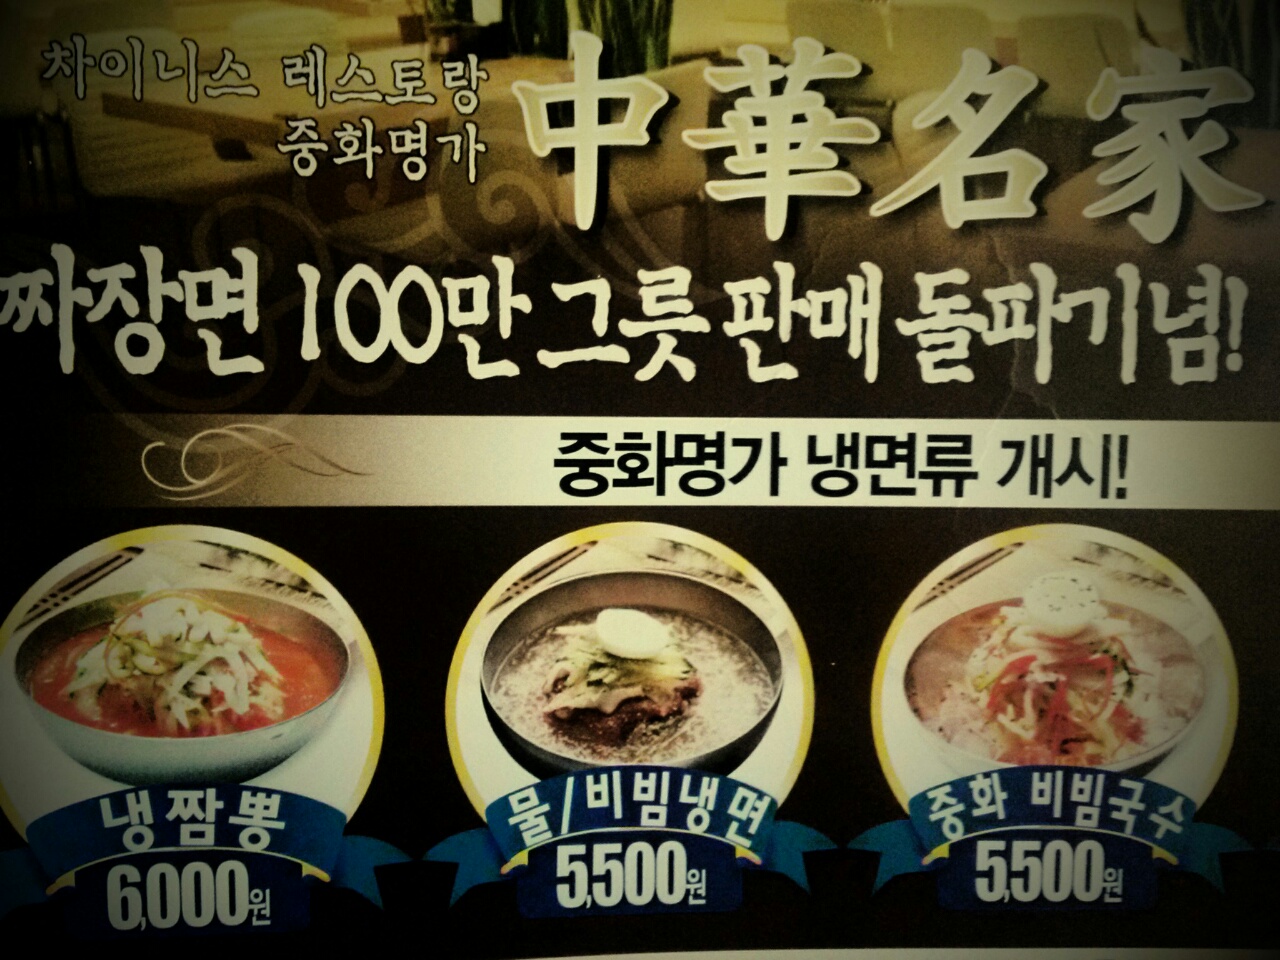 차이니스 레스토랑
중화명가
中華名家
짜장면 100만 그릇 판매 돌파기념!
중화명가 냉면류 개시!
냉짬뽕
6,000원
물/비빔냉면
5,500원
중화 비빔국수
5,500원